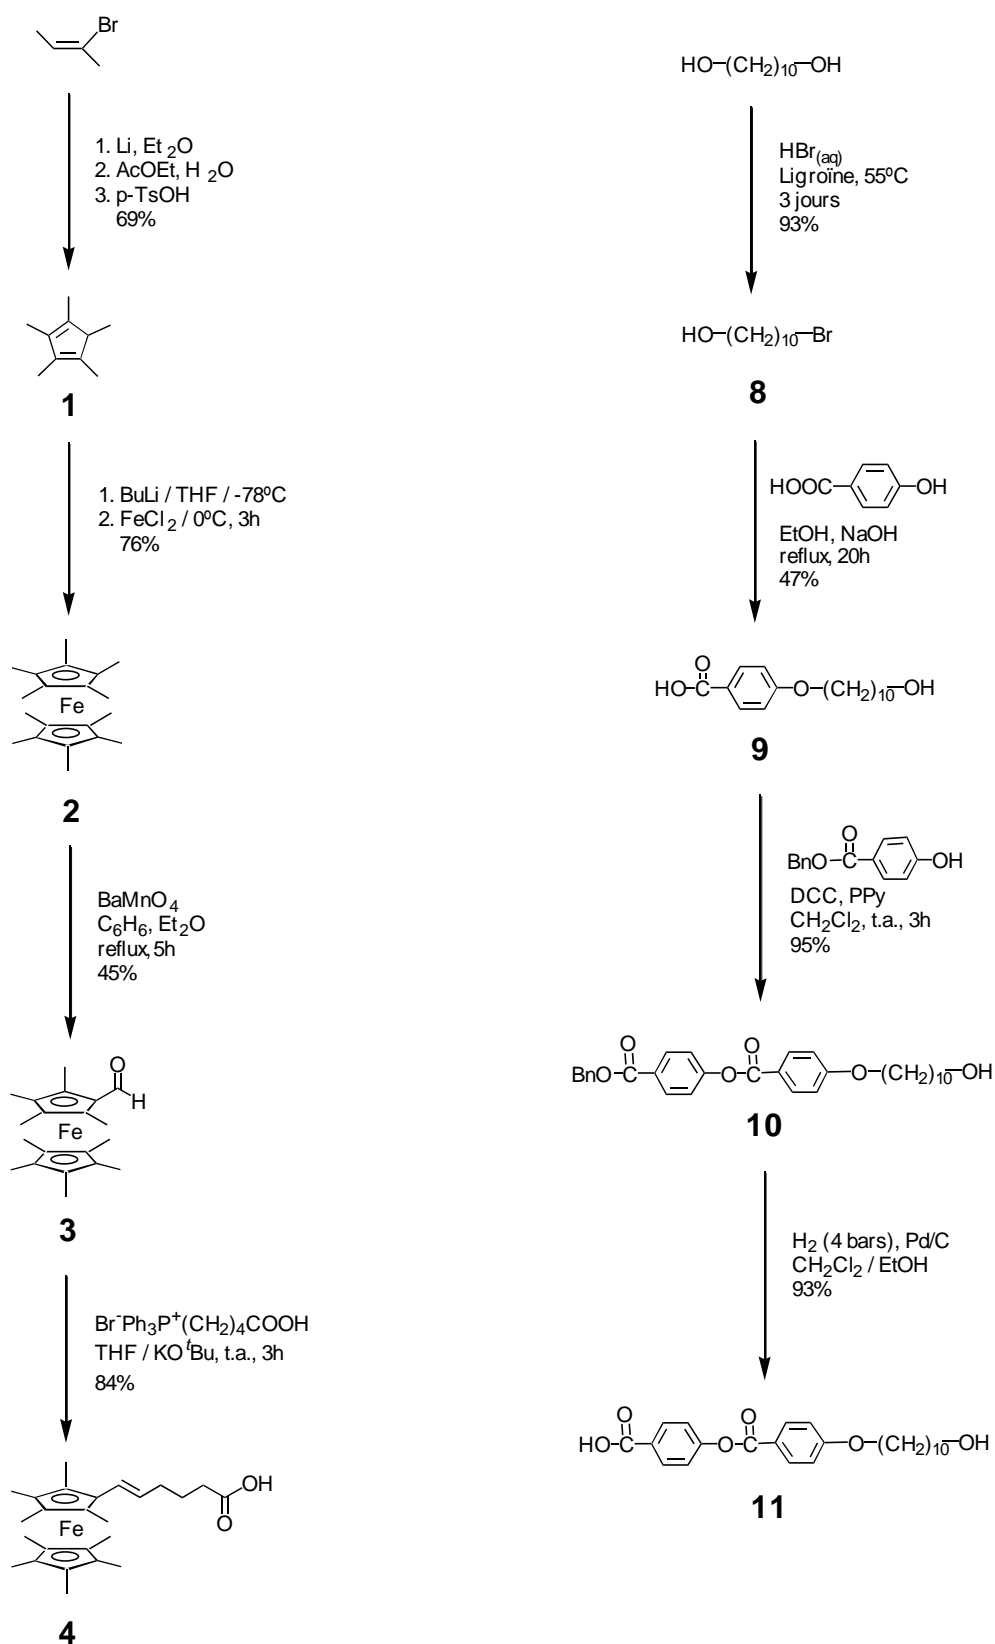 Br
1. Li, Et2O
2. AcOEt, H2O
3. p-TsOH
69%
1
1. BuLi / THF / -78ºC
2. FeCl2 / 0ºC, 3h
76%
Fe
2
BaMnO4
C6H6, Et2O
reflux, 5h
45%
O
H
Fe
3
Br-Ph3P+(CH2)4COOH
THF / KOtBu, t.a., 3h
84%
OH
O
Fe
4
HO-(CH2)10-OH
HBr(aq)
Ligroïne, 55ºC
3 jours
93%
HO-(CH2)10-Br
8
HOOC OH
EtOH, NaOH
reflux, 20h
47%
O
HO-C O-(CH2)10-OH
9
O
BnO-C OH
DCC, PPy
CH2Cl2, t.a., 3h
95%
O O
BnO-C O-C O-(CH2)10-OH
10
H2 (4 bars), Pd/C
CH2Cl2 / EtOH
93%
O O
HO-C O-C O-(CH2)10-OH
11